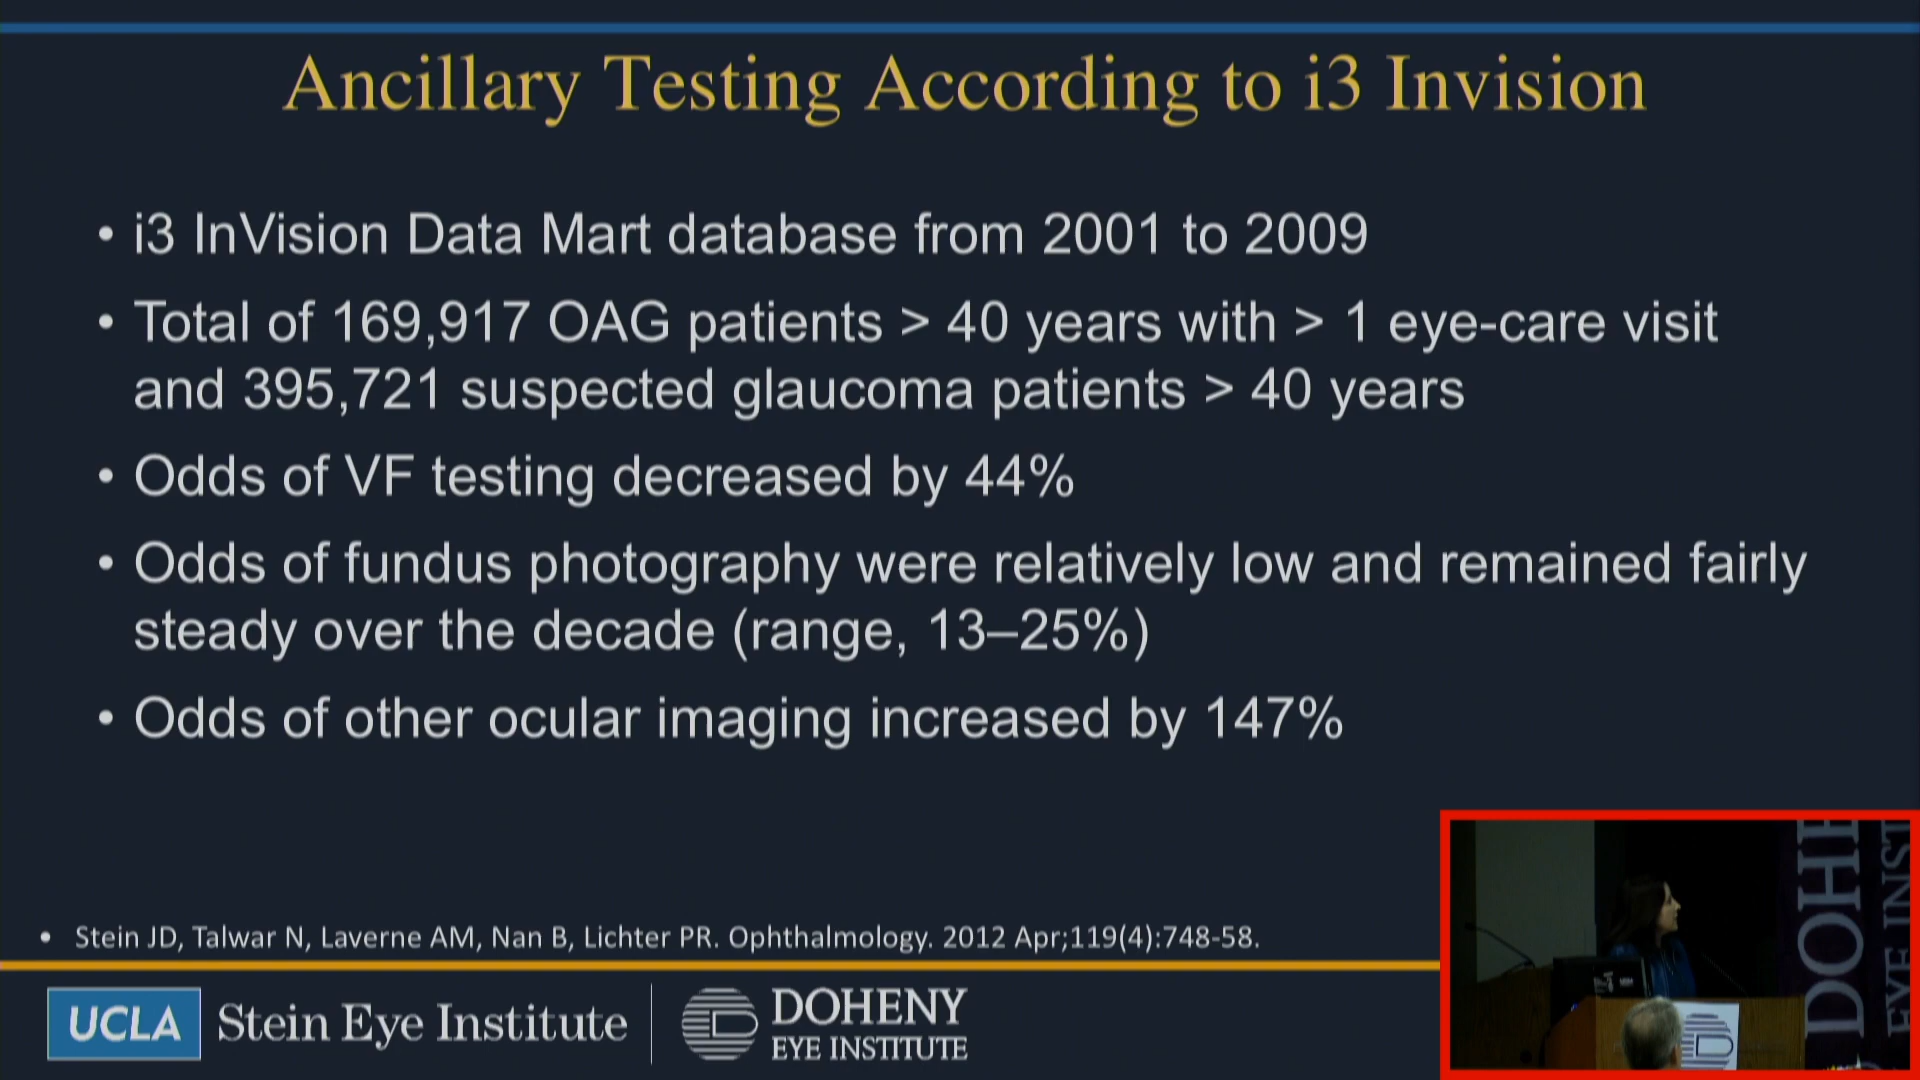 Ancillary Testing According to i3 Invision
• i3 InVision Data Mart database from 2001 to 2009
• Total of 169,917 OAG patients > 40 years with > 1 eye-care visit
and 395,721 suspected glaucoma patients > 40 years
• Odds of VF testing decreased by 44%
• Odds of fundus photography were relatively low and remained fairly
steady over the decade (range, 13–25%)
• Odds of other ocular imaging increased by 147%
• Stein JD, Talwar N, Laverne AM, Nan B, Lichter PR. Ophthalmology. 2012 Apr;119(4):748-58.
UCLA Stein Eye Institute
DOHENY
EYE INSTITUTE
DOHE
EYE INST